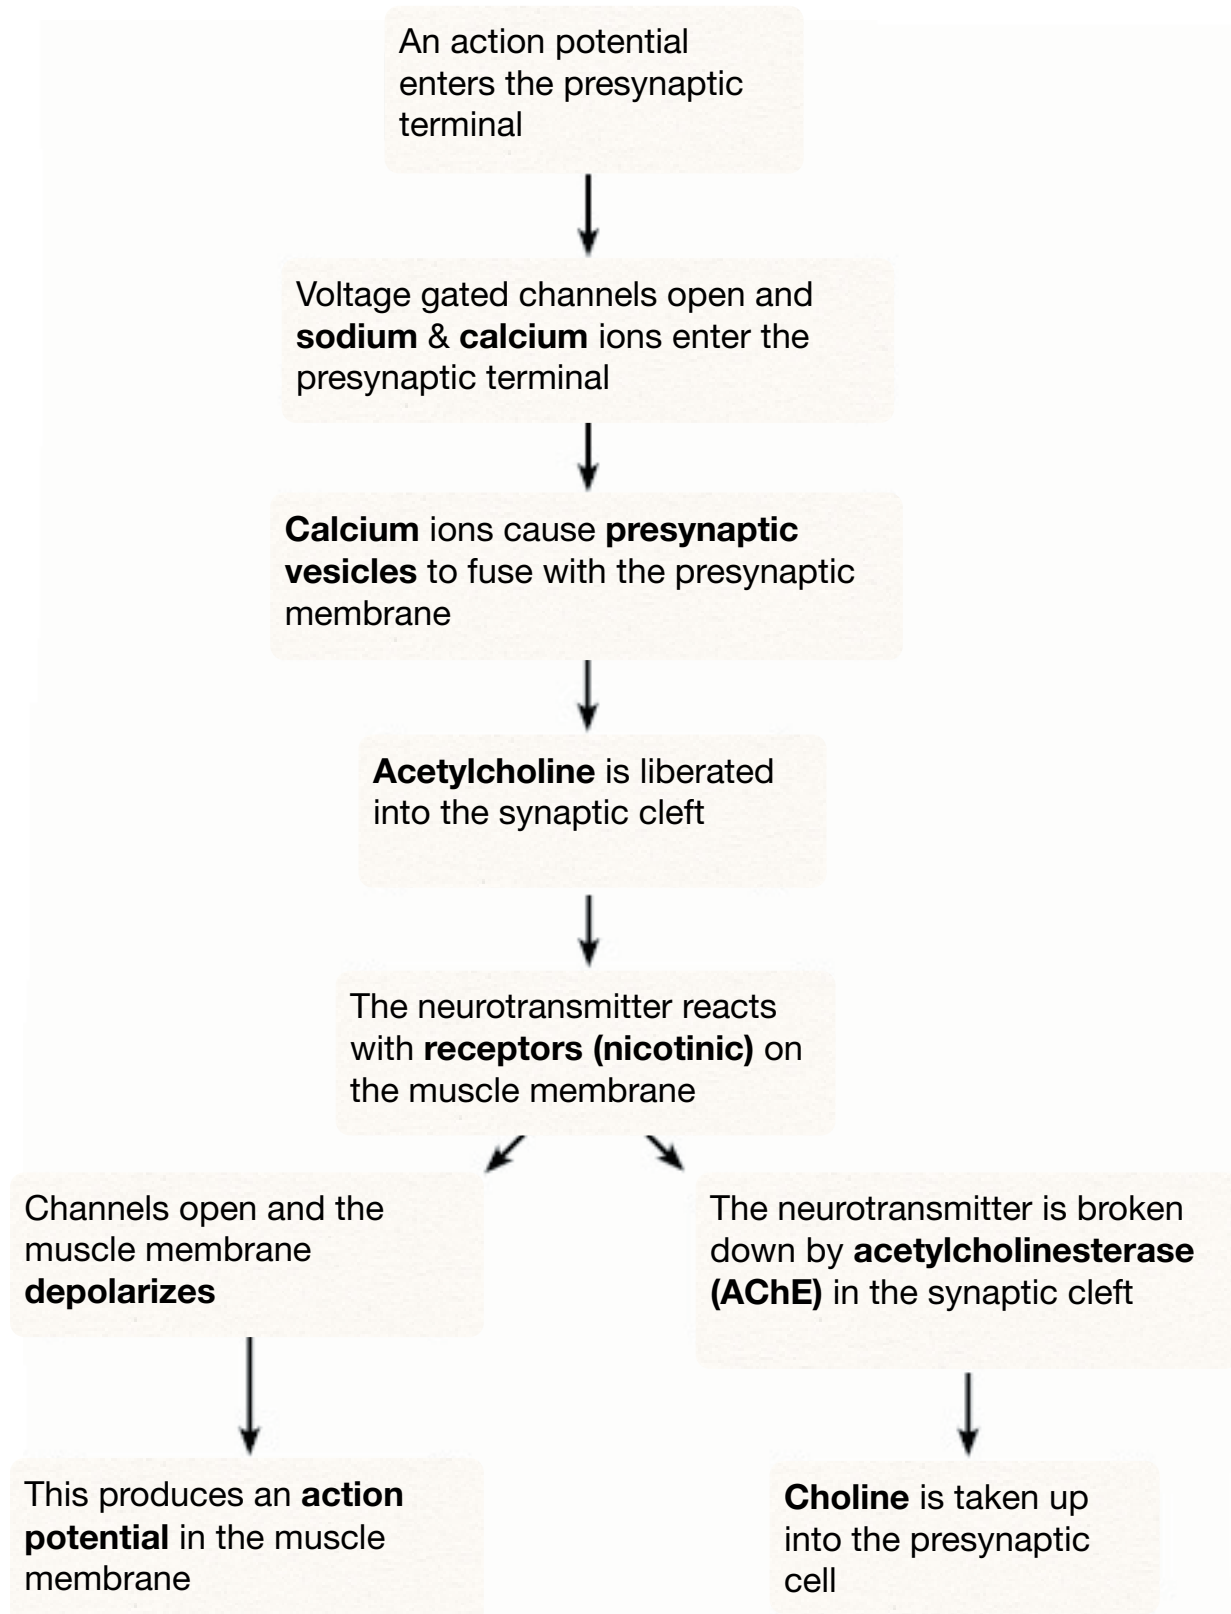 An action potential
enters the presynaptic
terminal
Voltage gated channels open and
sodium & calcium ions enter the
presynaptic terminal
Calcium ions cause presynaptic
vesicles to fuse with the presynaptic
membrane
Acetylcholine is liberated
into the synaptic cleft
The neurotransmitter reacts
with receptors (nicotinic) on
the muscle membrane
Channels open and the
muscle membrane
depolarizes
The neurotransmitter is broken
down by acetylcholinesterase
(AChE) in the synaptic cleft
This produces an action
potential in the muscle
membrane
Choline is taken up
into the presynaptic
cell